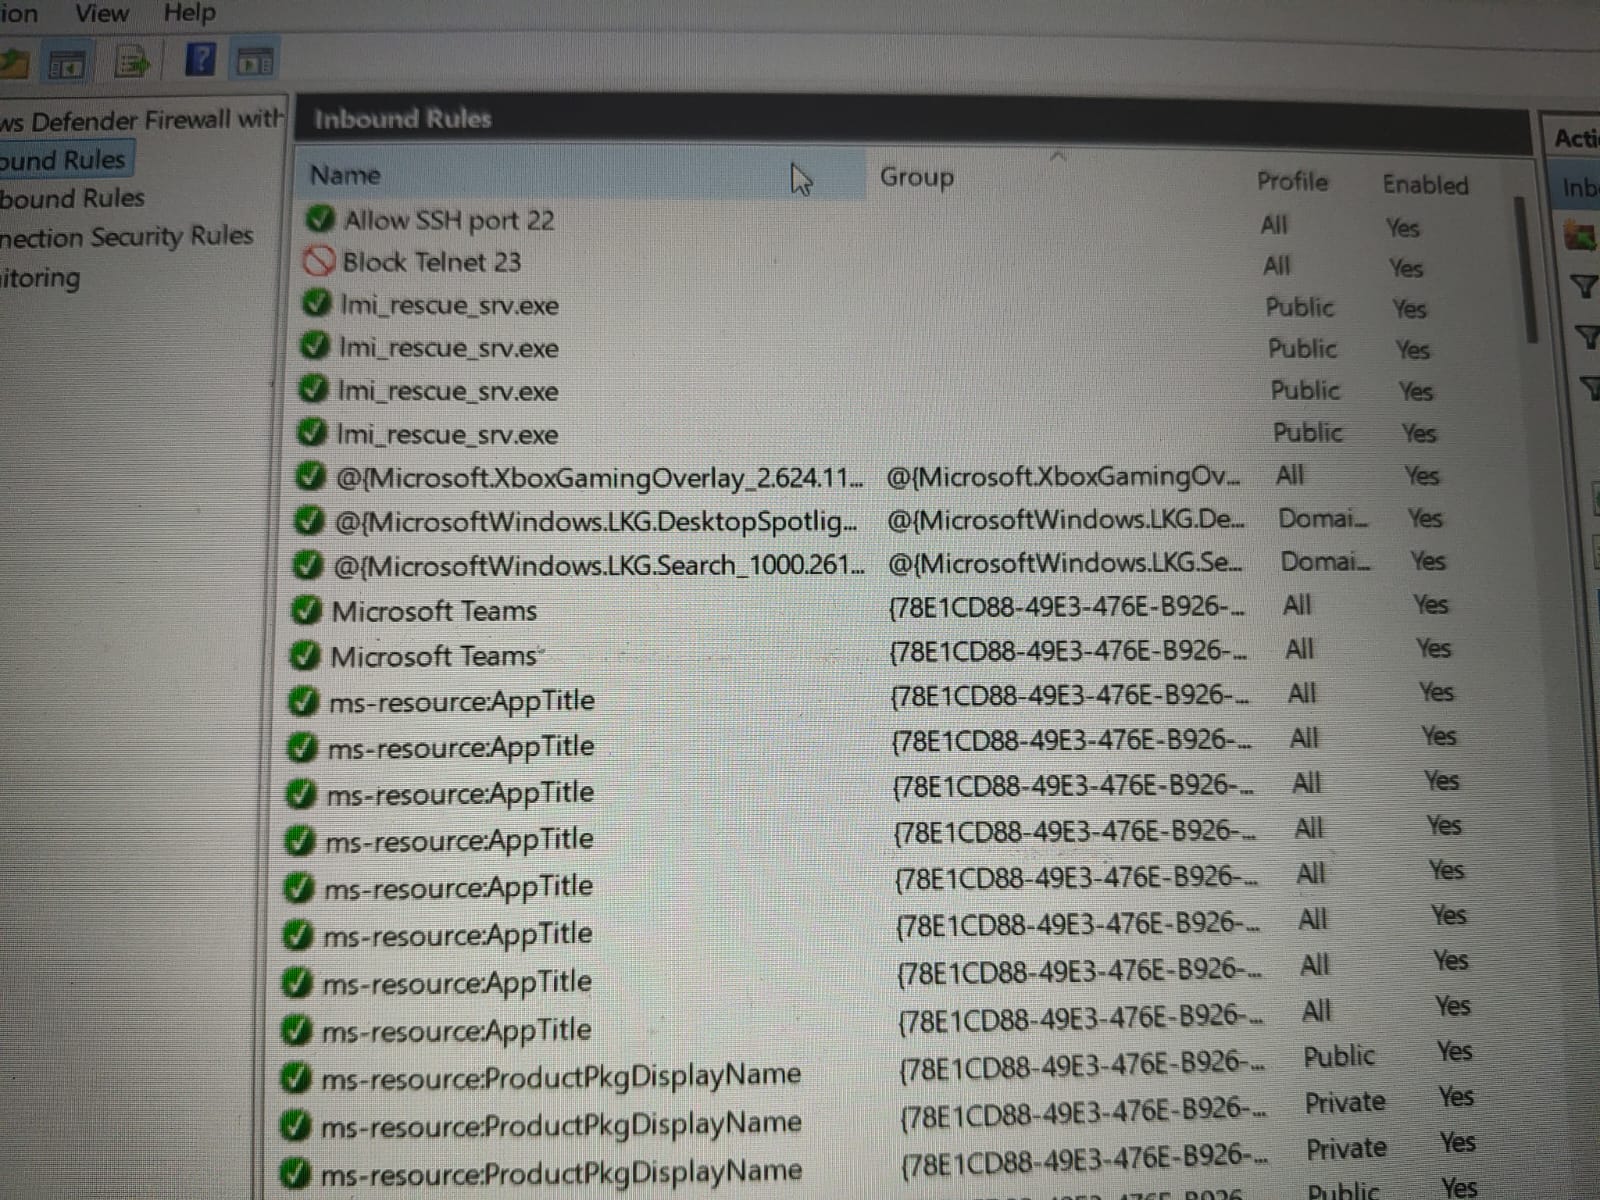 ion View Help
ws Defender Firewall with
ound Rules
bound Rules
nection Security Rules
itoring
Inbound Rules
Name Group Profile Enabled
Allow SSH port 22 All Yes
Block Telnet 23 All Yes
lmi_rescue_srv.exe Public Yes
lmi_rescue_srv.exe Public Yes
lmi_rescue_srv.exe Public Yes
lmi_rescue_srv.exe Public Yes
@{Microsoft.XboxGamingOverlay_2.624.11... @{Microsoft.XboxGamingOv... All Yes
@{MicrosoftWindows.LKG.DesktopSpotlig... @{MicrosoftWindows.LKG.De... Domai... Yes
@{MicrosoftWindows.LKG.Search_1000.261... @{MicrosoftWindows.LKG.Se... Domai... Yes
Microsoft Teams {78E1CD88-49E3-476E-B926-... All Yes
Microsoft Teams {78E1CD88-49E3-476E-B926-... All Yes
ms-resource:AppTitle {78E1CD88-49E3-476E-B926-... All Yes
ms-resource:AppTitle {78E1CD88-49E3-476E-B926-... All Yes
ms-resource:AppTitle {78E1CD88-49E3-476E-B926-... All Yes
ms-resource:AppTitle {78E1CD88-49E3-476E-B926-... All Yes
ms-resource:AppTitle {78E1CD88-49E3-476E-B926-... All Yes
ms-resource:AppTitle {78E1CD88-49E3-476E-B926-... All Yes
ms-resource:AppTitle {78E1CD88-49E3-476E-B926-... All Yes
ms-resource:AppTitle {78E1CD88-49E3-476E-B926-... All Yes
ms-resource:ProductPkgDisplayName {78E1CD88-49E3-476E-B926-... Public Yes
ms-resource:ProductPkgDisplayName {78E1CD88-49E3-476E-B926-... Private Yes
ms-resource:ProductPkgDisplayName {78E1CD88-49E3-476E-B926-... Private Yes
Public Yes
Acti
Inb